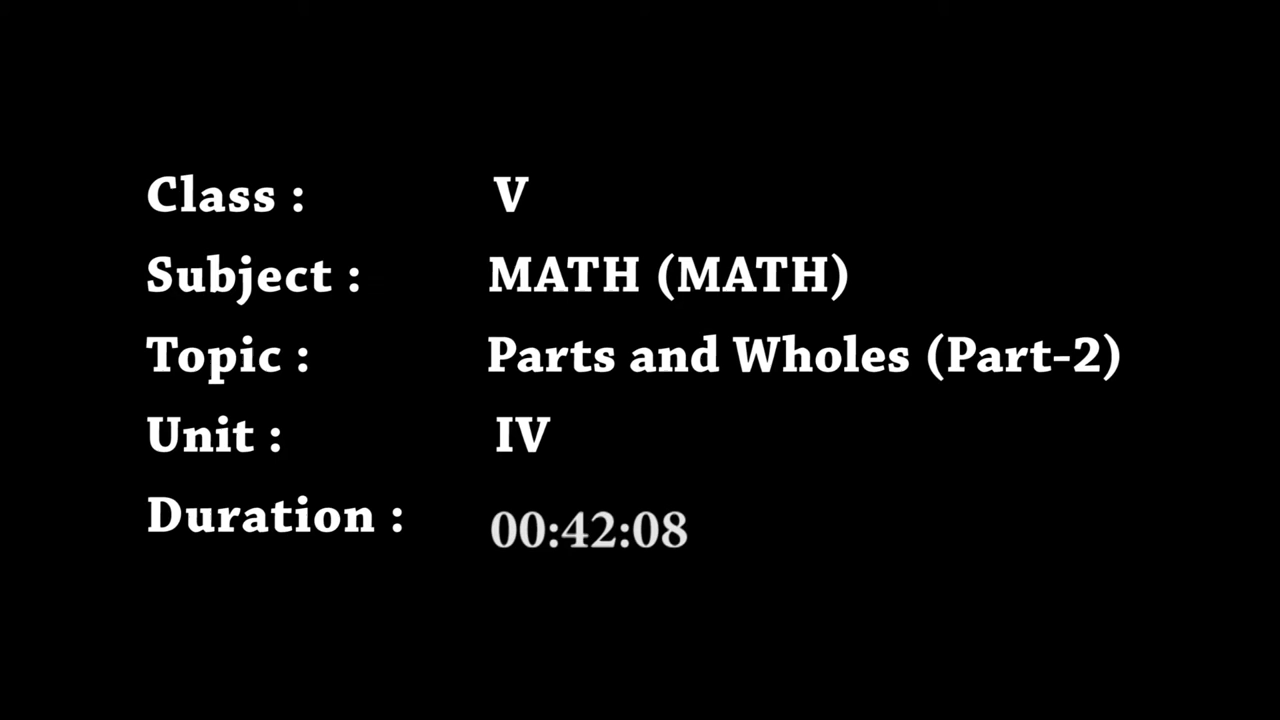 Class : V
Subject : MATH (MATH)
Topic : Parts and Wholes (Part-2)
Unit : IV
Duration : 00:42:08